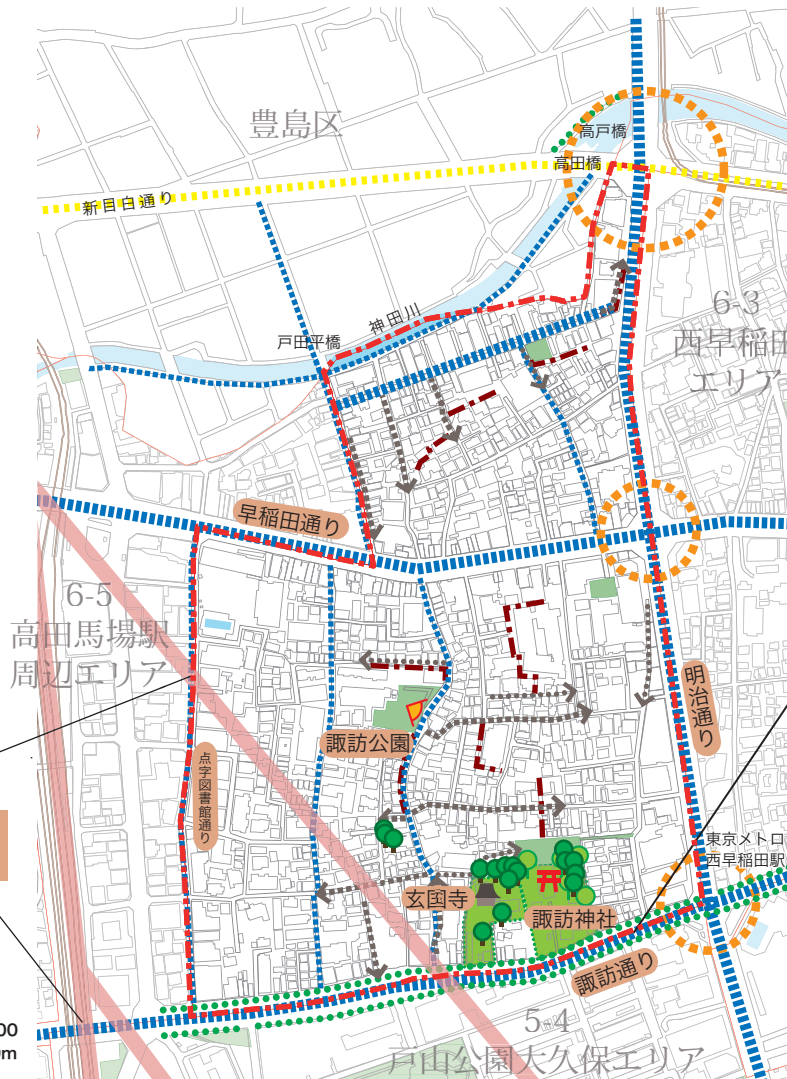 豊島区
高戸橋
高田橋
新目白通り
神田川
戸田平橋
6-3
西早稲田
エリア
早稲田通り
6-5
高田馬場駅
周辺エリア
明治通り
諏訪公園
点字図書館通り
東京メトロ
西早稲田駅
玄国寺
諏訪神社
諏訪通り
00
m
5-4
戸山公園大久保エリア